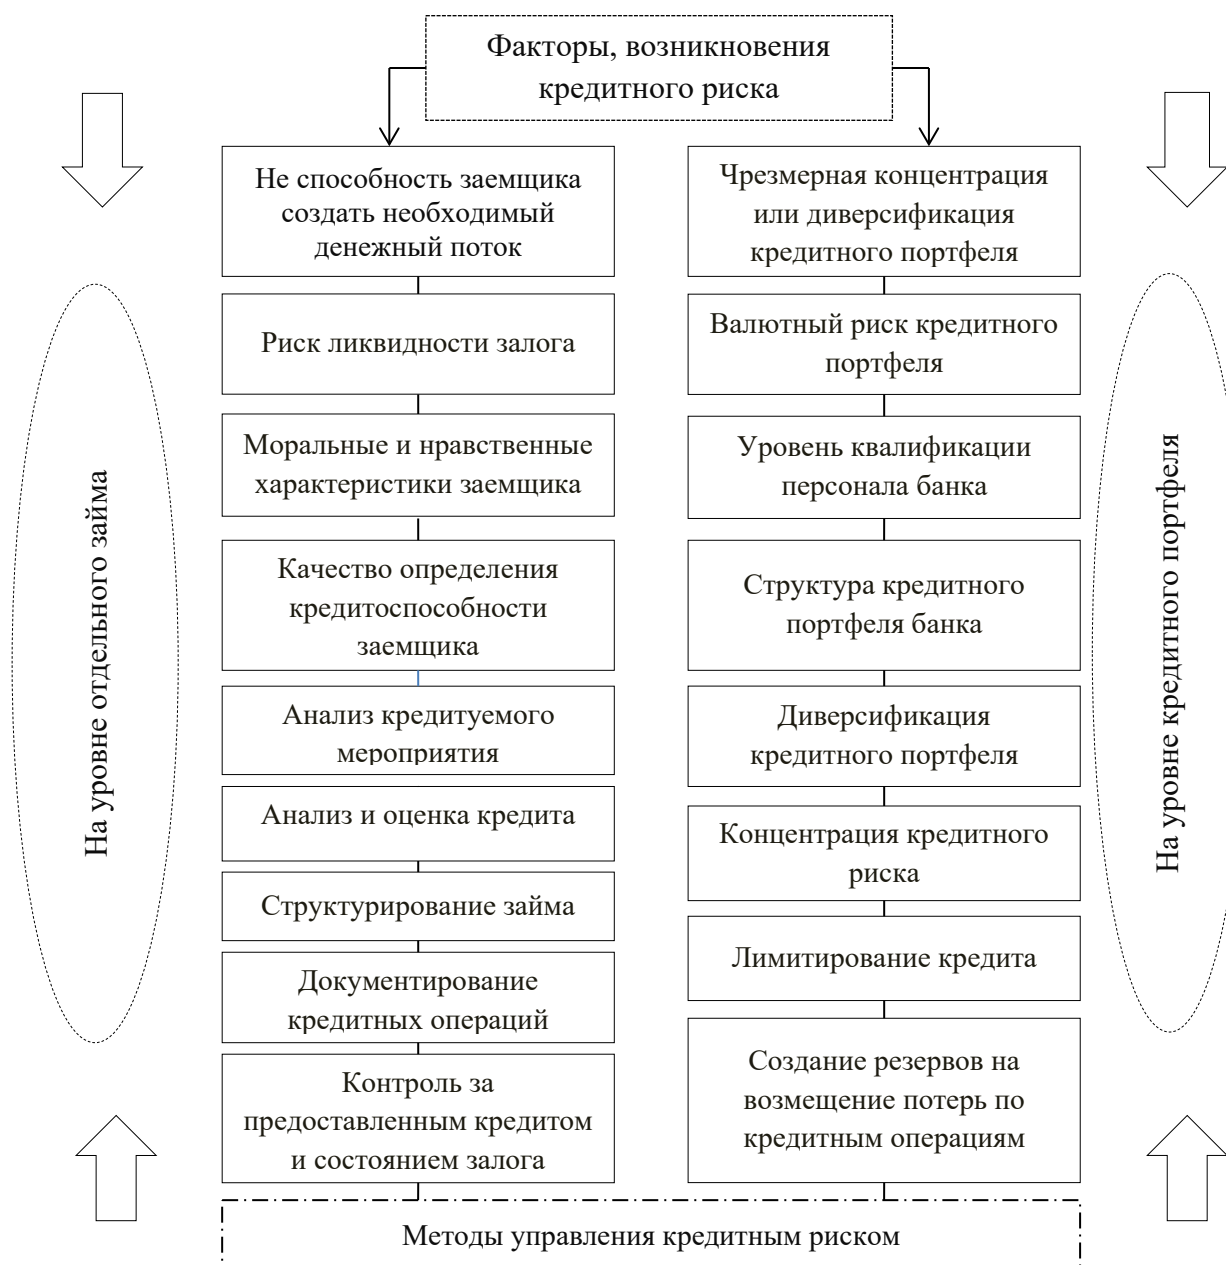 Факторы, возникновения
кредитного риска
Не способность заемщика
создать необходимый
денежный поток
Риск ликвидности залога
Моральные и нравственные
характеристики заемщика
Качество определения
кредитоспособности
заемщика
Анализ кредитуемого
мероприятия
Анализ и оценка кредита
Структурирование займа
Документирование
кредитных операций
Контроль за
предоставленным кредитом
и состоянием залога
Чрезмерная концентрация
или диверсификация
кредитного портфеля
Валютный риск кредитного
портфеля
Уровень квалификации
персонала банка
Структура кредитного
портфеля банка
Диверсификация
кредитного портфеля
Концентрация кредитного
риска
Лимитирование кредита
Создание резервов на
возмещение потерь по
кредитным операциям
На уровне отдельного займа
На уровне кредитного портфеля
Методы управления кредитным риском